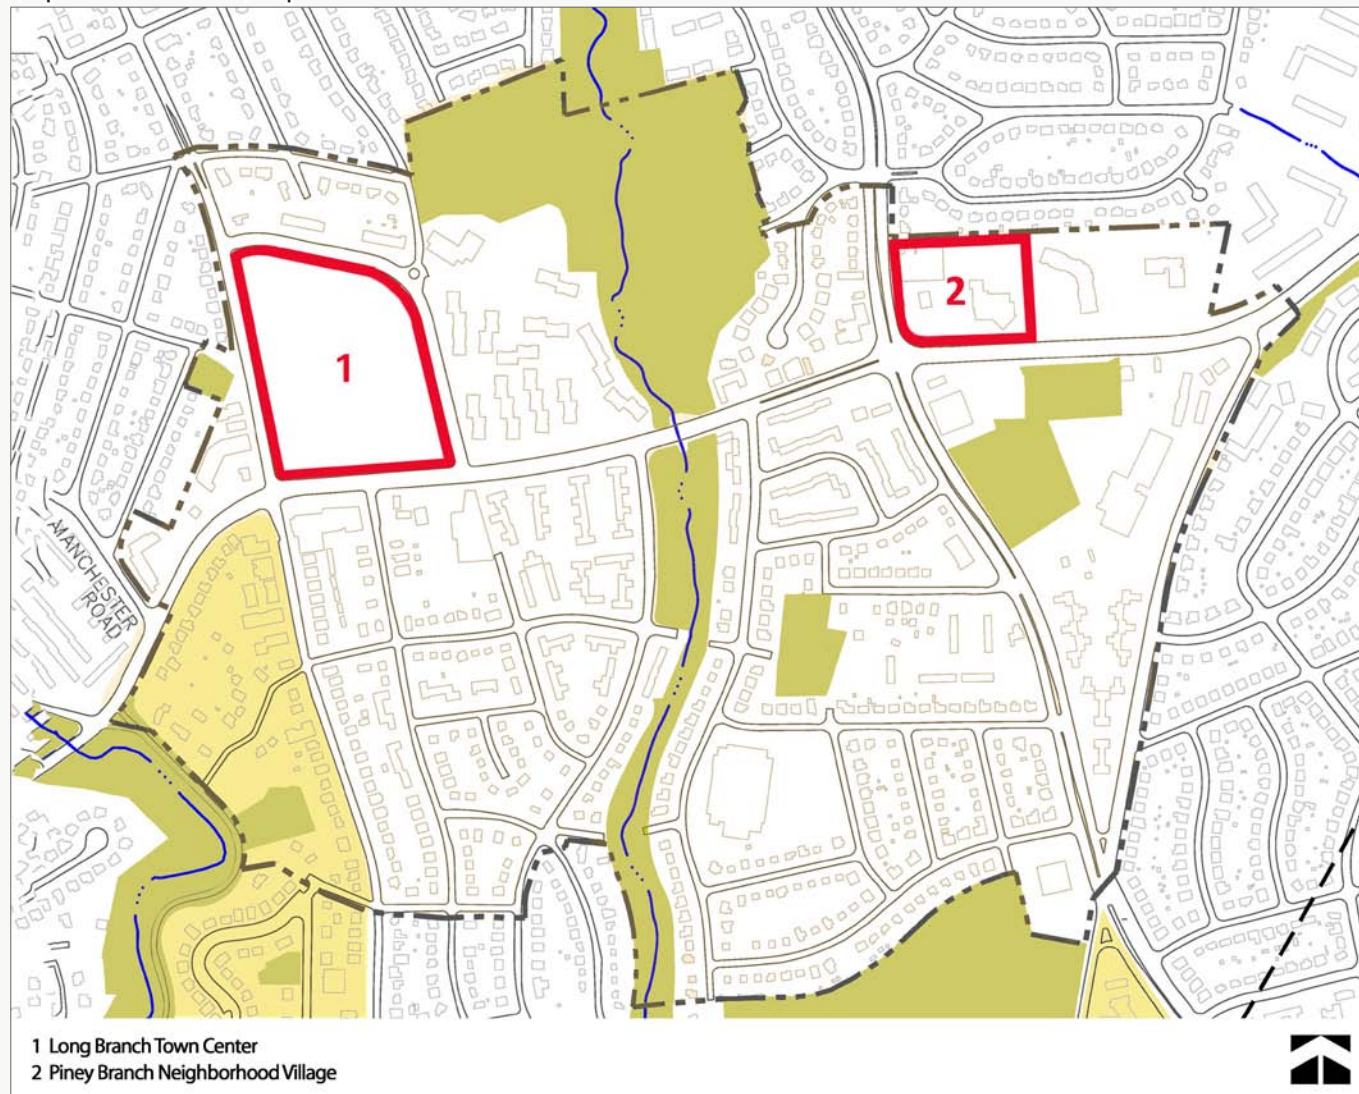 1
2
MANCHESTER
ROAD
1 Long Branch Town Center
2 Piney Branch Neighborhood Village